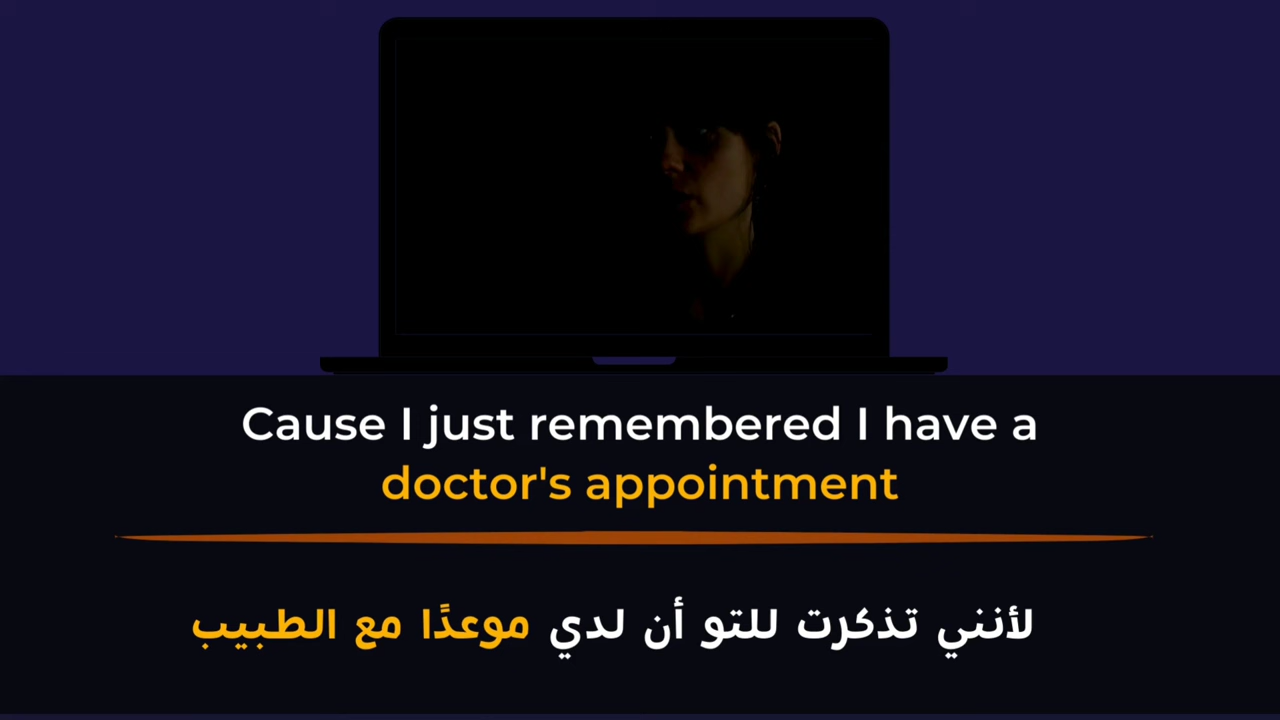 Cause I just remembered I have a
doctor's appointment
لأنني تذكرت للتو أن لدي موعدًا مع الطبيب